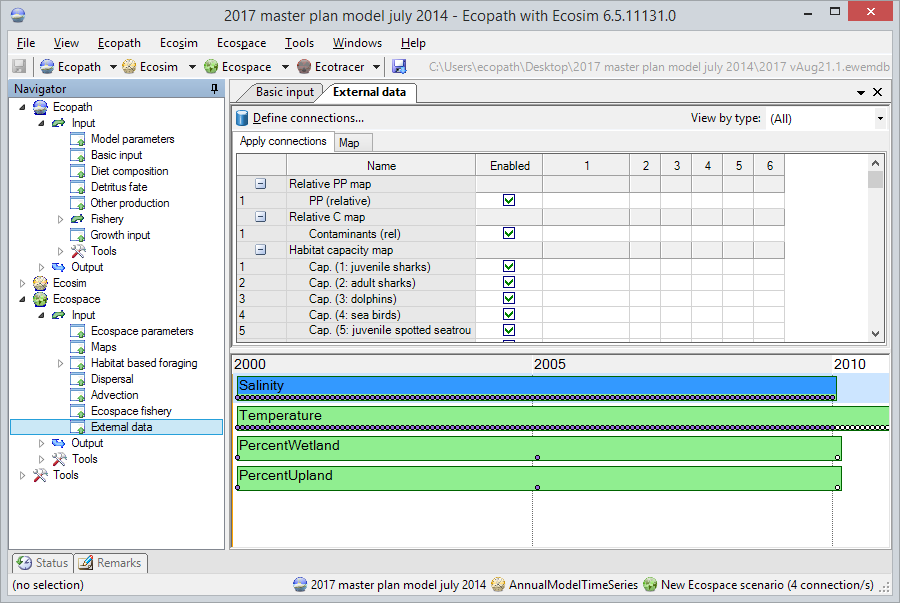 2017 master plan model july 2014 - Ecopath with Ecosim 6.5.11131.0
File View Ecopath Ecosim Ecospace Tools Windows Help
Ecopath Ecosim Ecospace Ecotracer C:\Users\ecopath\Desktop\2017 master plan model july 2014\2017 vAug21.1.ewemdb
Navigator
Ecopath
Input
Model parameters
Basic input
Diet composition
Detritus fate
Other production
Fishery
Growth input
Tools
Output
Ecosim
Ecospace
Input
Ecospace parameters
Maps
Habitat based foraging
Dispersal
Advection
Ecospace fishery
External data
Output
Tools
Tools
Basic input External data
Define connections... View by type: (All)
Apply connections Map
Name Enabled 1 2 3 4 5 6
Relative PP map
1 PP (relative)
Relative C map
1 Contaminants (rel)
Habitat capacity map
1 Cap. (1: juvenile sharks)
2 Cap. (2: adult sharks)
3 Cap. (3: dolphins)
4 Cap. (4: sea birds)
5 Cap. (5: juvenile spotted seatrou
2000 2005 2010
Salinity
Temperature
PercentWetland
PercentUpland
Status Remarks
(no selection) 2017 master plan model july 2014 AnnualModelTimeSeries New Ecospace scenario (4 connection/s)